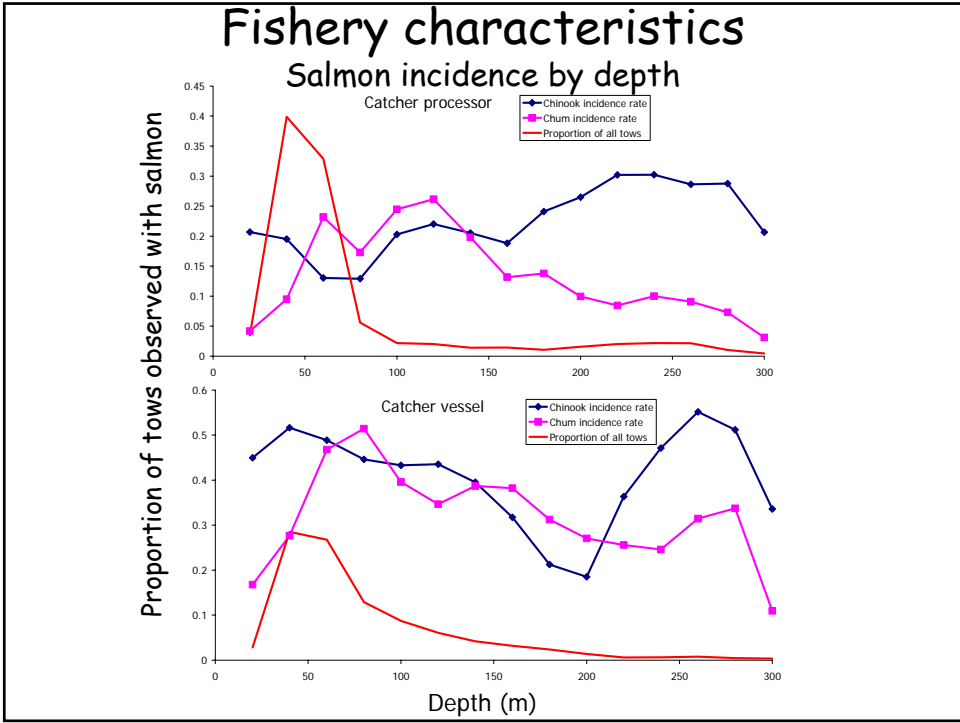 Fishery characteristics
Salmon incidence by depth
Proportion of tows observed with salmon
Catcher processor
Chinook incidence rate
Chum incidence rate
Proportion of all tows
0.45
0.4
0.35
0.3
0.25
0.2
0.15
0.1
0.05
0
0 50 100 150 200 250 300
Catcher vessel
Chinook incidence rate
Chum incidence rate
Proportion of all tows
0.6
0.5
0.4
0.3
0.2
0.1
0
0 50 100 150 200 250 300
Depth (m)